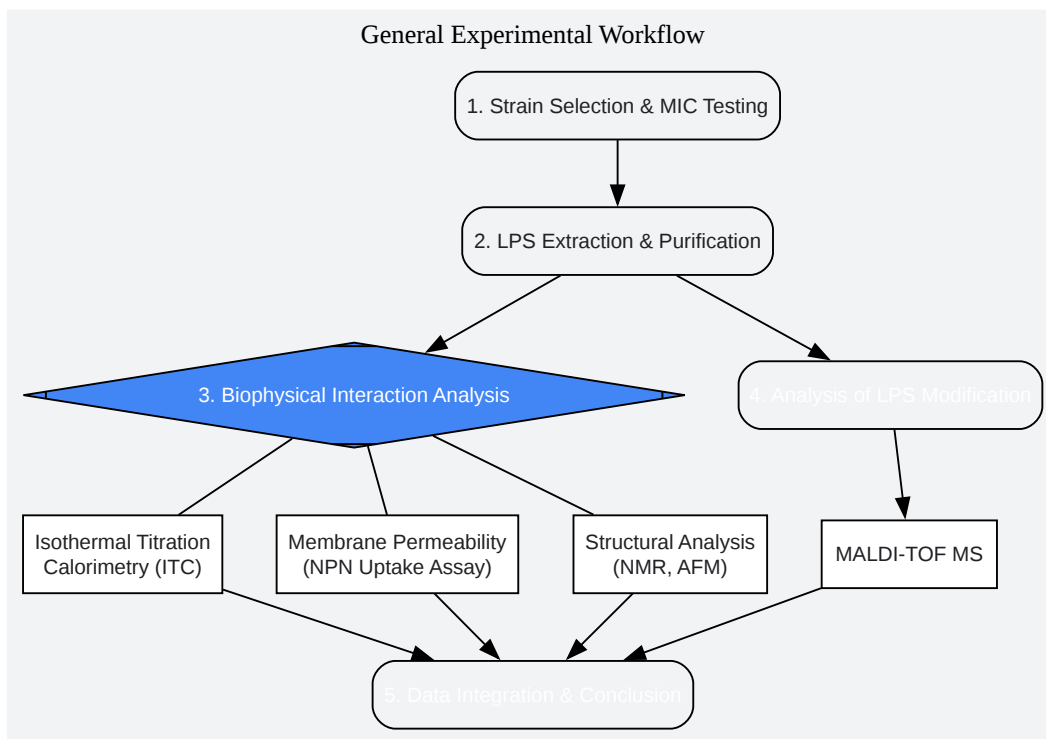 General Experimental Workflow
1. Strain Selection & MIC Testing
2. LPS Extraction & Purification
3. Biophysical Interaction Analysis
4. Analysis of LPS Modification
Isothermal Titration
Calorimetry (ITC)
Membrane Permeability
(NPN Uptake Assay)
Structural Analysis
(NMR, AFM)
MALDI-TOF MS
5. Data Integration & Conclusion